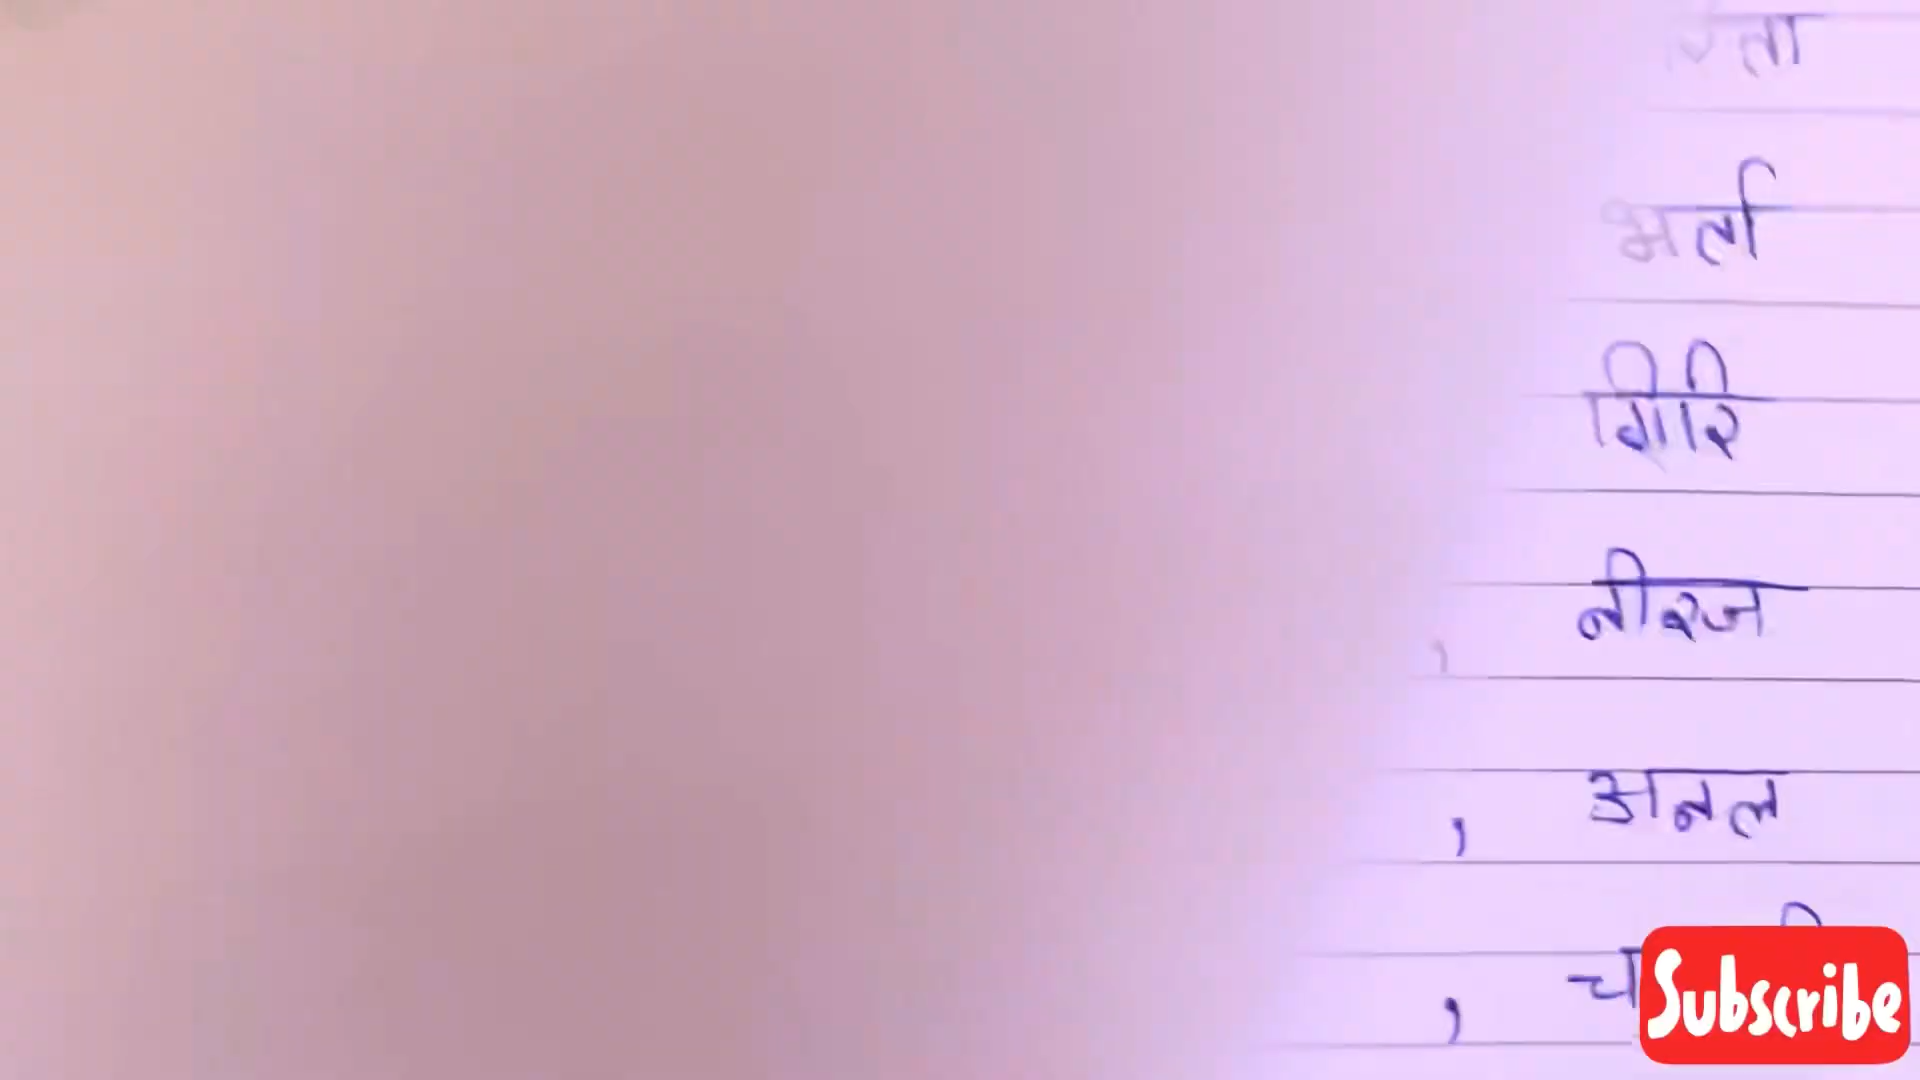 भर्ता
गिरि
नीरज
, अनल
,
Subscribe